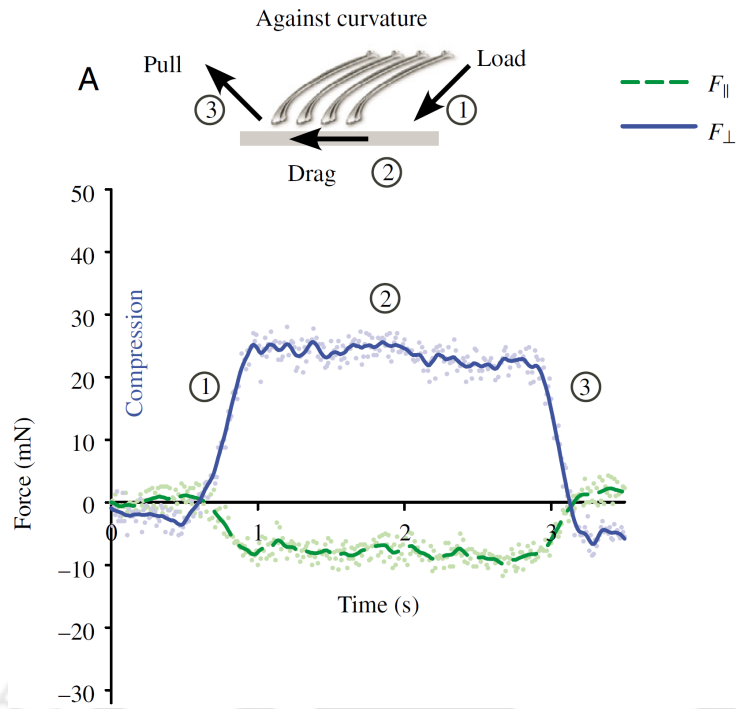 Against curvature
A
Pull
Load
③
①
Drag
②
F∥
F⊥
50
40
30
20
10
0
−10
−20
−30
Force (mN)
Compression
①
②
③
0
1
2
3
Time (s)